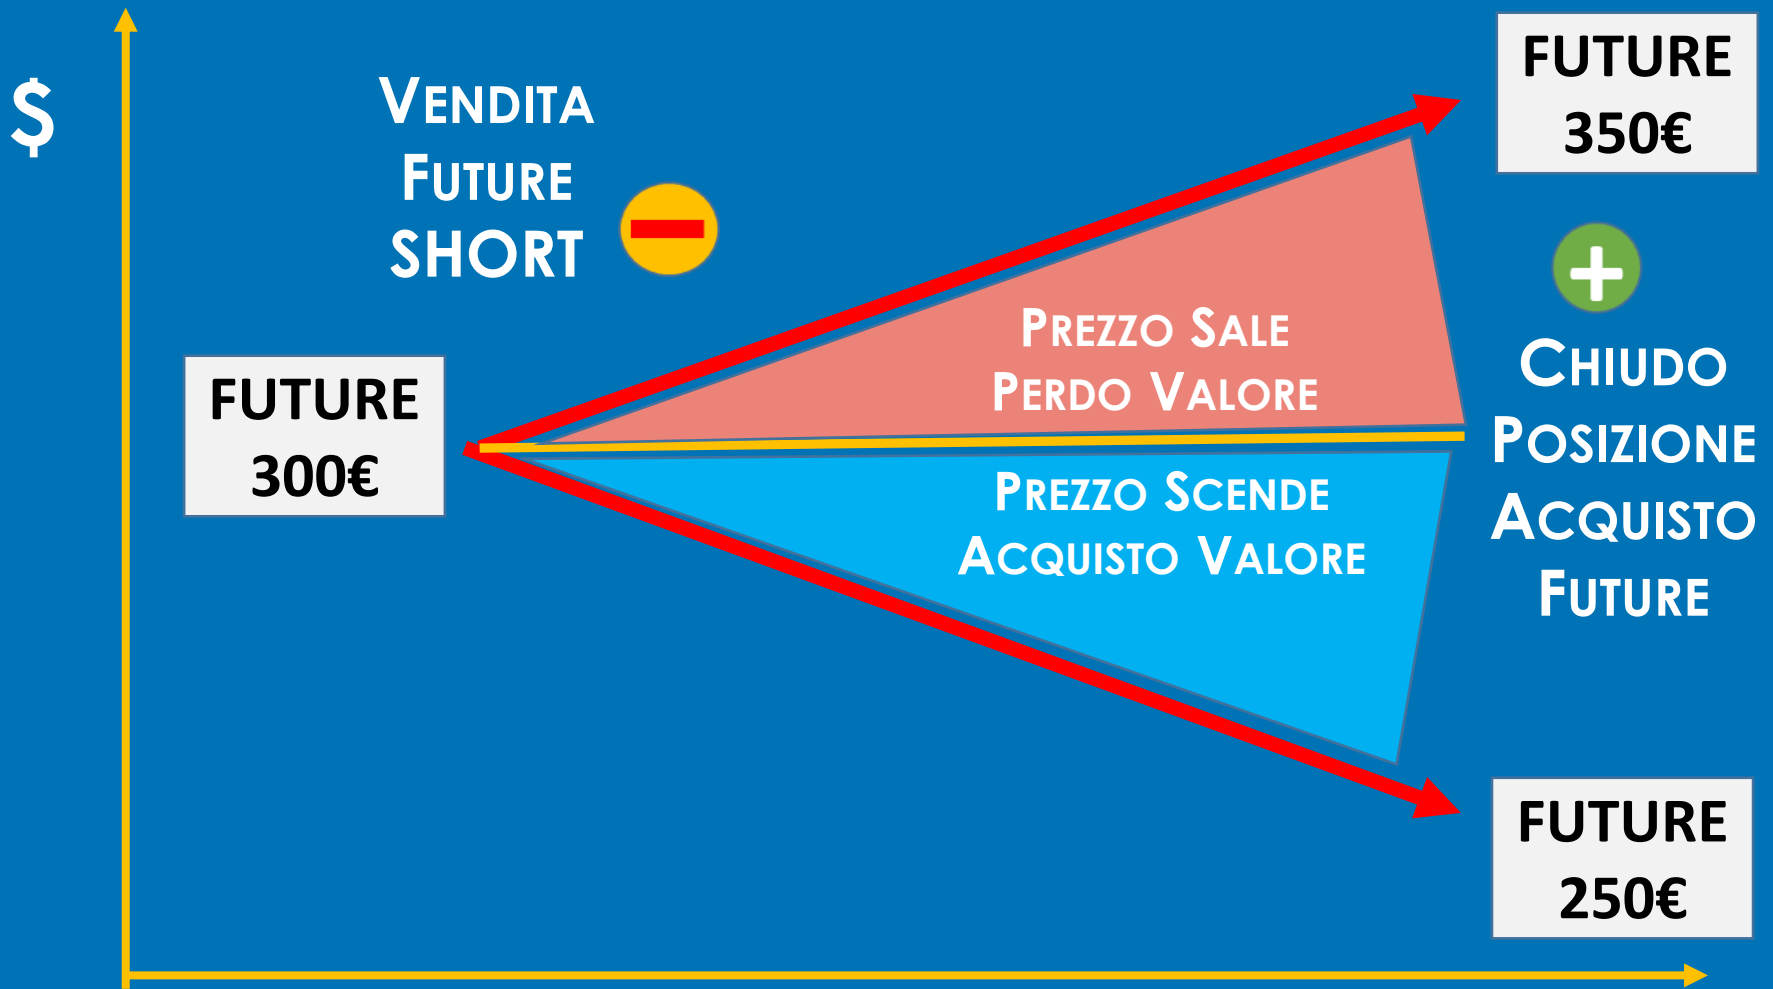 $
VENDITA
FUTURE
SHORT
FUTURE
300€
PREZZO SALE
PERDO VALORE
PREZZO SCENDE
ACQUISTO VALORE
FUTURE
350€
CHIUDO
POSIZIONE
ACQUISTO
FUTURE
FUTURE
250€